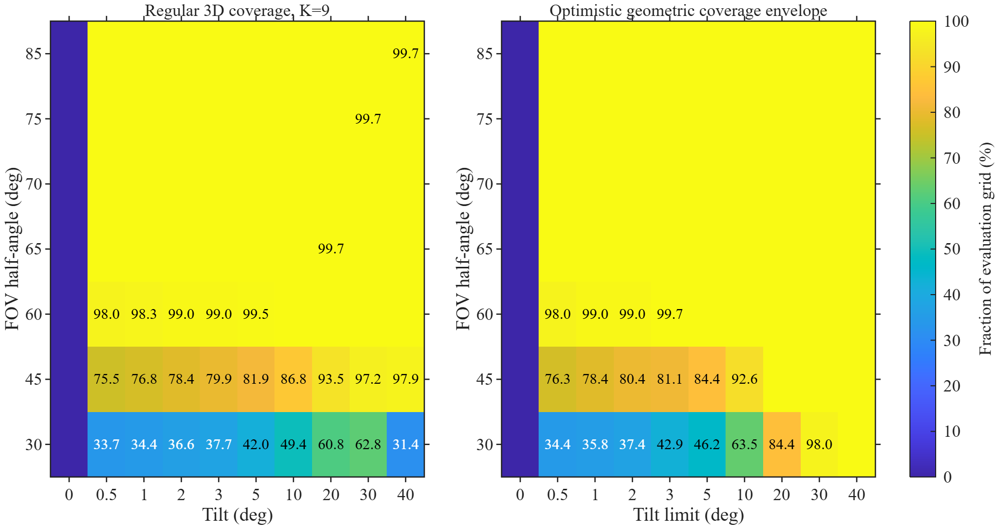 Regular 3D coverage, K=9
85
75
70
65
60
45
30
FOV half-angle (deg)
99.7
99.7
99.7
98.0 98.3 99.0 99.0 99.5
75.5 76.8 78.4 79.9 81.9 86.8 93.5 97.2 97.9
33.7 34.4 36.6 37.7 42.0 49.4 60.8 62.8 31.4
0 0.5 1 2 3 5 10 20 30 40
Tilt (deg)
Optimistic geometric coverage envelope
85
75
70
65
60
45
30
FOV half-angle (deg)
98.0 99.0 99.0 99.7
76.3 78.4 80.4 81.1 84.4 92.6
34.4 35.8 37.4 42.9 46.2 63.5 84.4 98.0
0 0.5 1 2 3 5 10 20 30 40
Tilt limit (deg)
100
90
80
70
60
50
40
30
20
10
0
Fraction of evaluation grid (%)